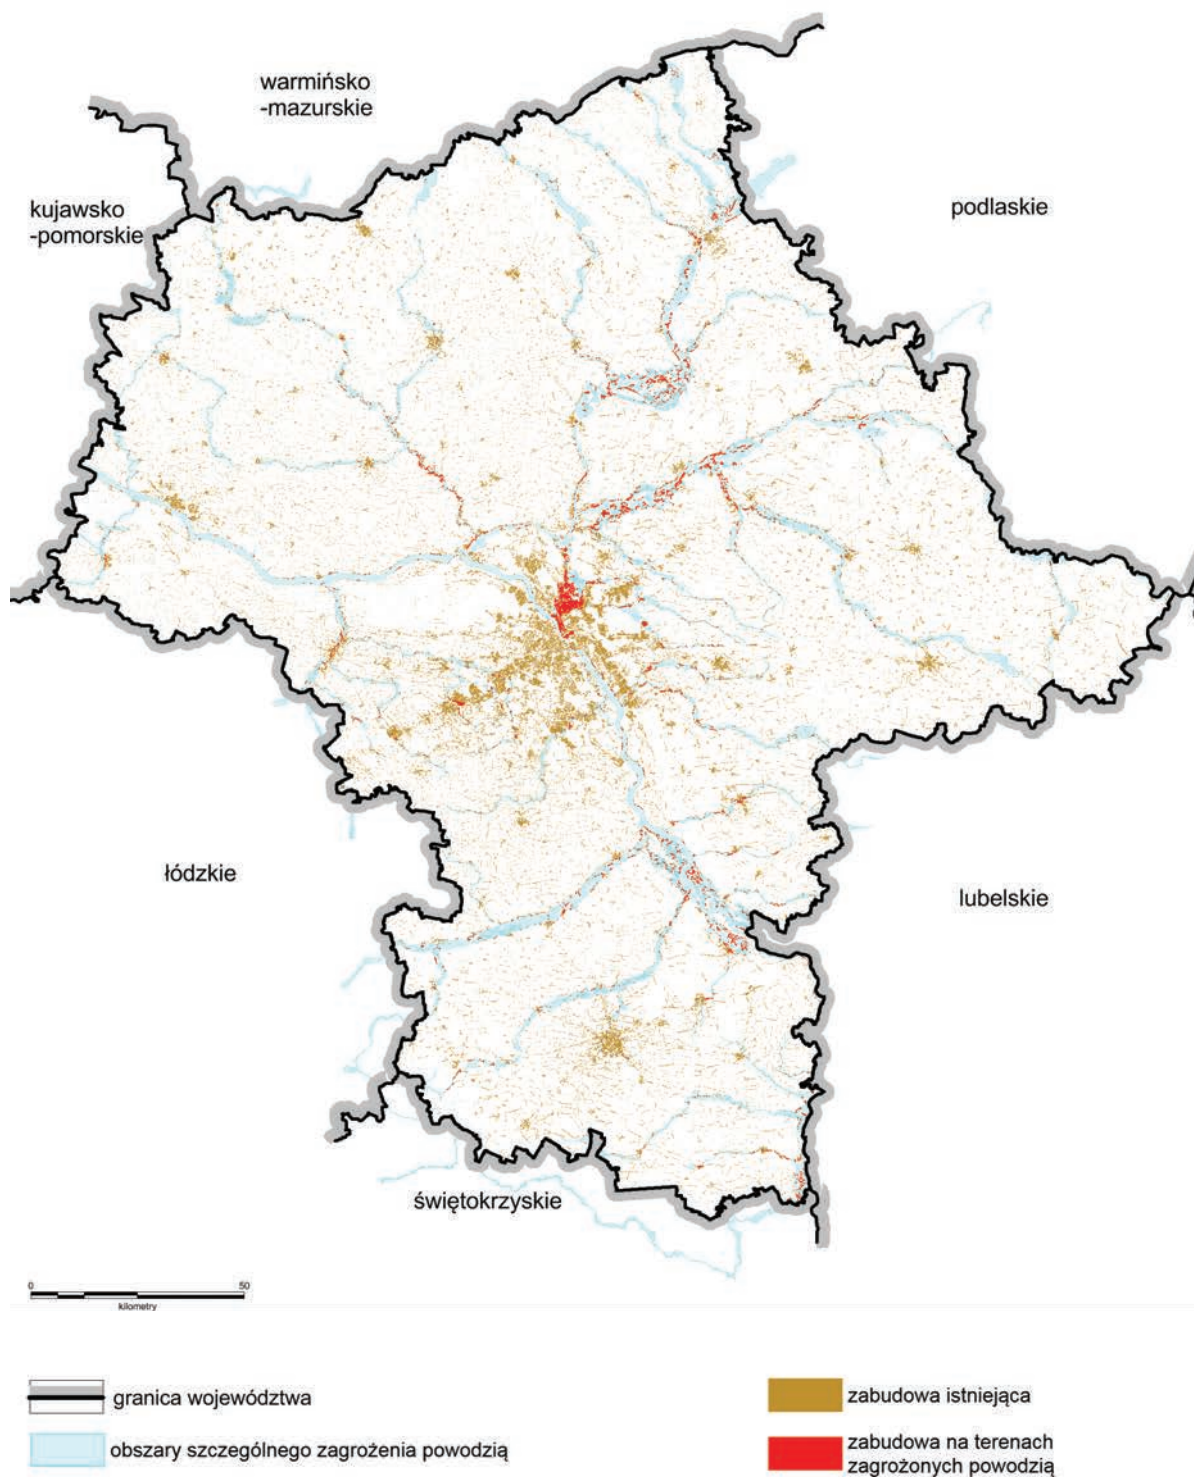 warmińsko
-mazurskie
kujawsko
-pomorskie
podlaskie
łódzkie
lubelskie
świętokrzyskie
0 50
kilometry
granica województwa
zabudowa istniejąca
obszary szczególnego zagrożenia powodzią
zabudowa na terenach
zagrożonych powodzią